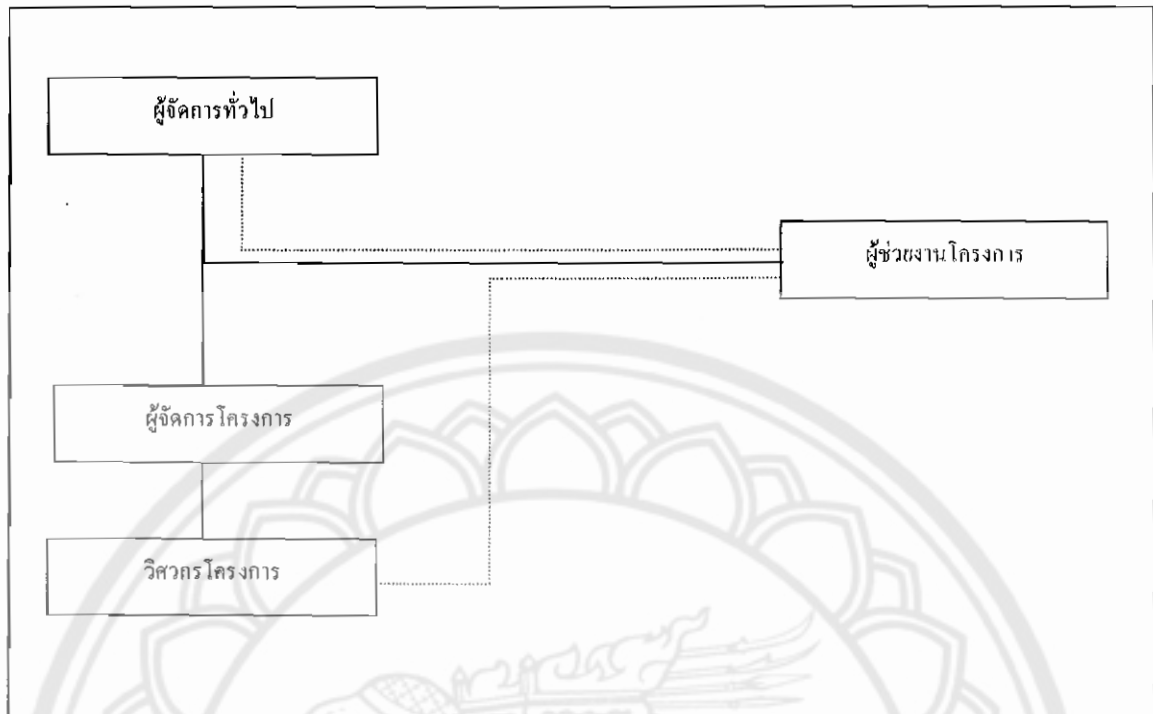 ผู้จัดการทั่วไป
ผู้ช่วยงานโครงการ
ผู้จัดการโครงการ
วิศวกรโครงการ